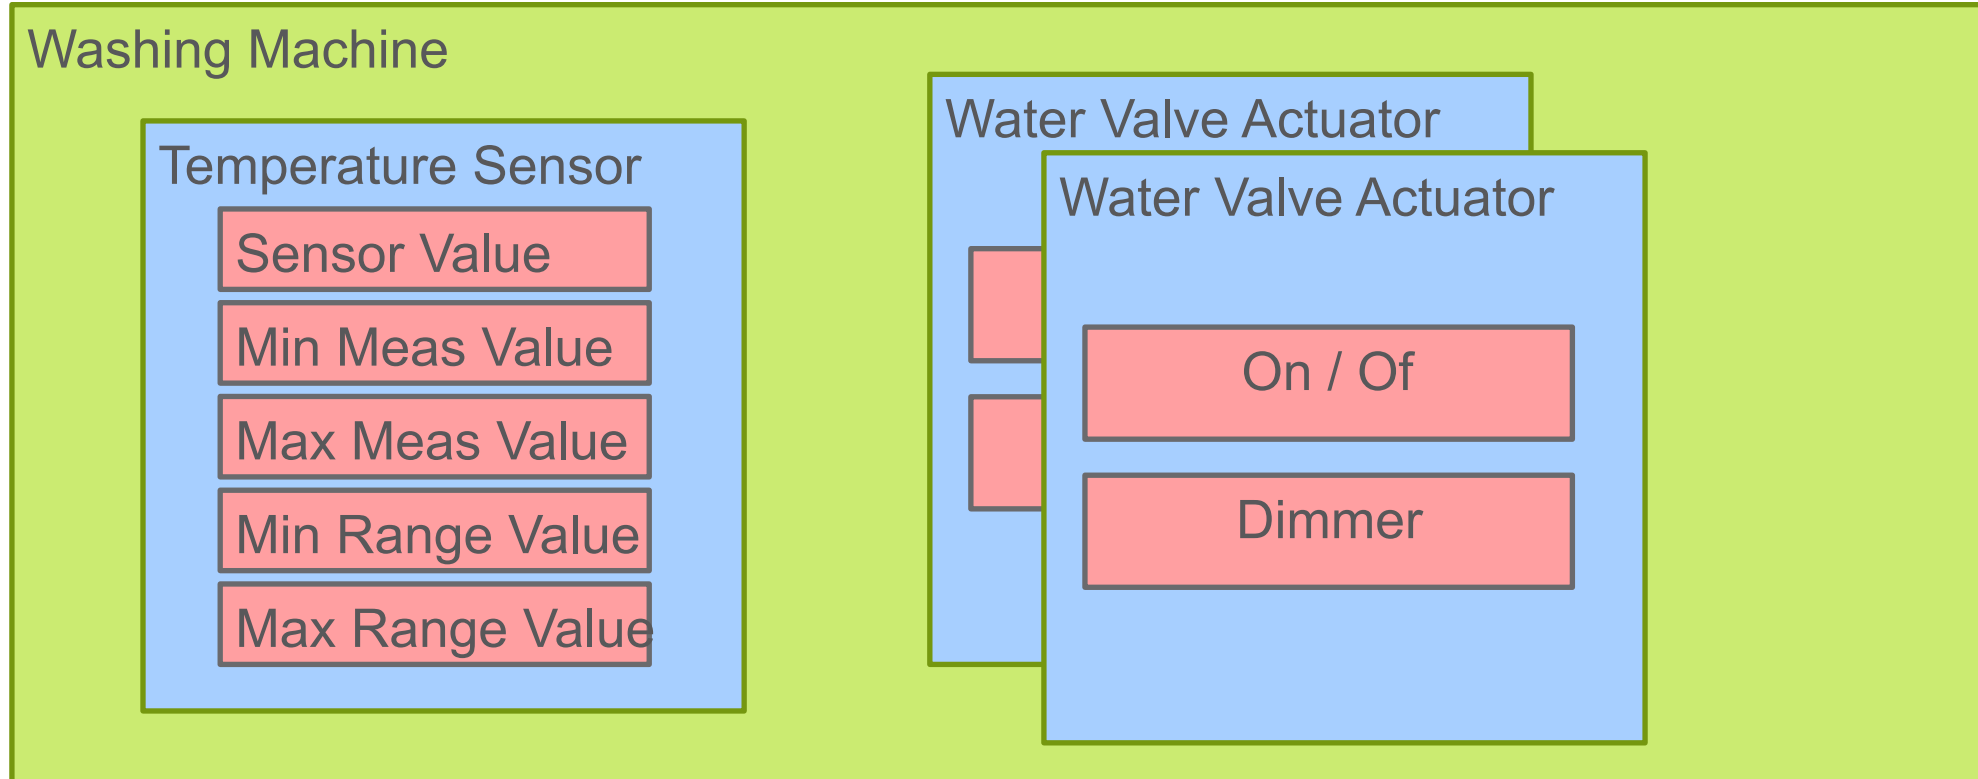 Washing Machine
Temperature Sensor
Sensor Value
Min Meas Value
Max Meas Value
Min Range Value
Max Range Value
Water Valve Actuator
Water Valve Actuator
On / Of
Dimmer